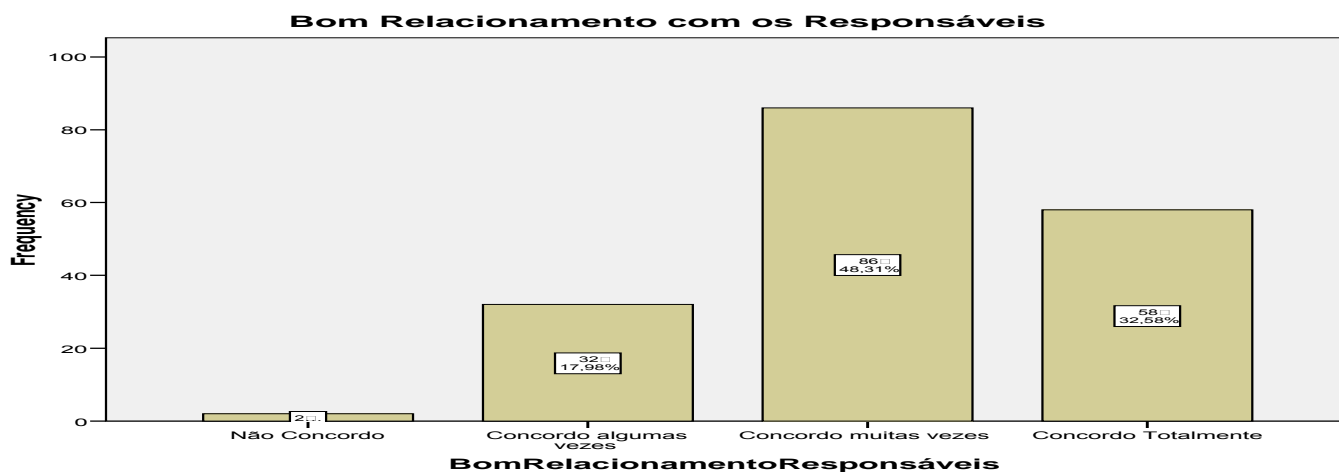 Bom Relacionamento com os Responsáveis
100
80
60
40
20
0
Frequency
2
32
17,98%
86
48,31%
58
32,58%
Não Concordo
Concordo algumas
vezes
Concordo muitas vezes
Concordo Totalmente
BomRelacionamentoResponsáveis